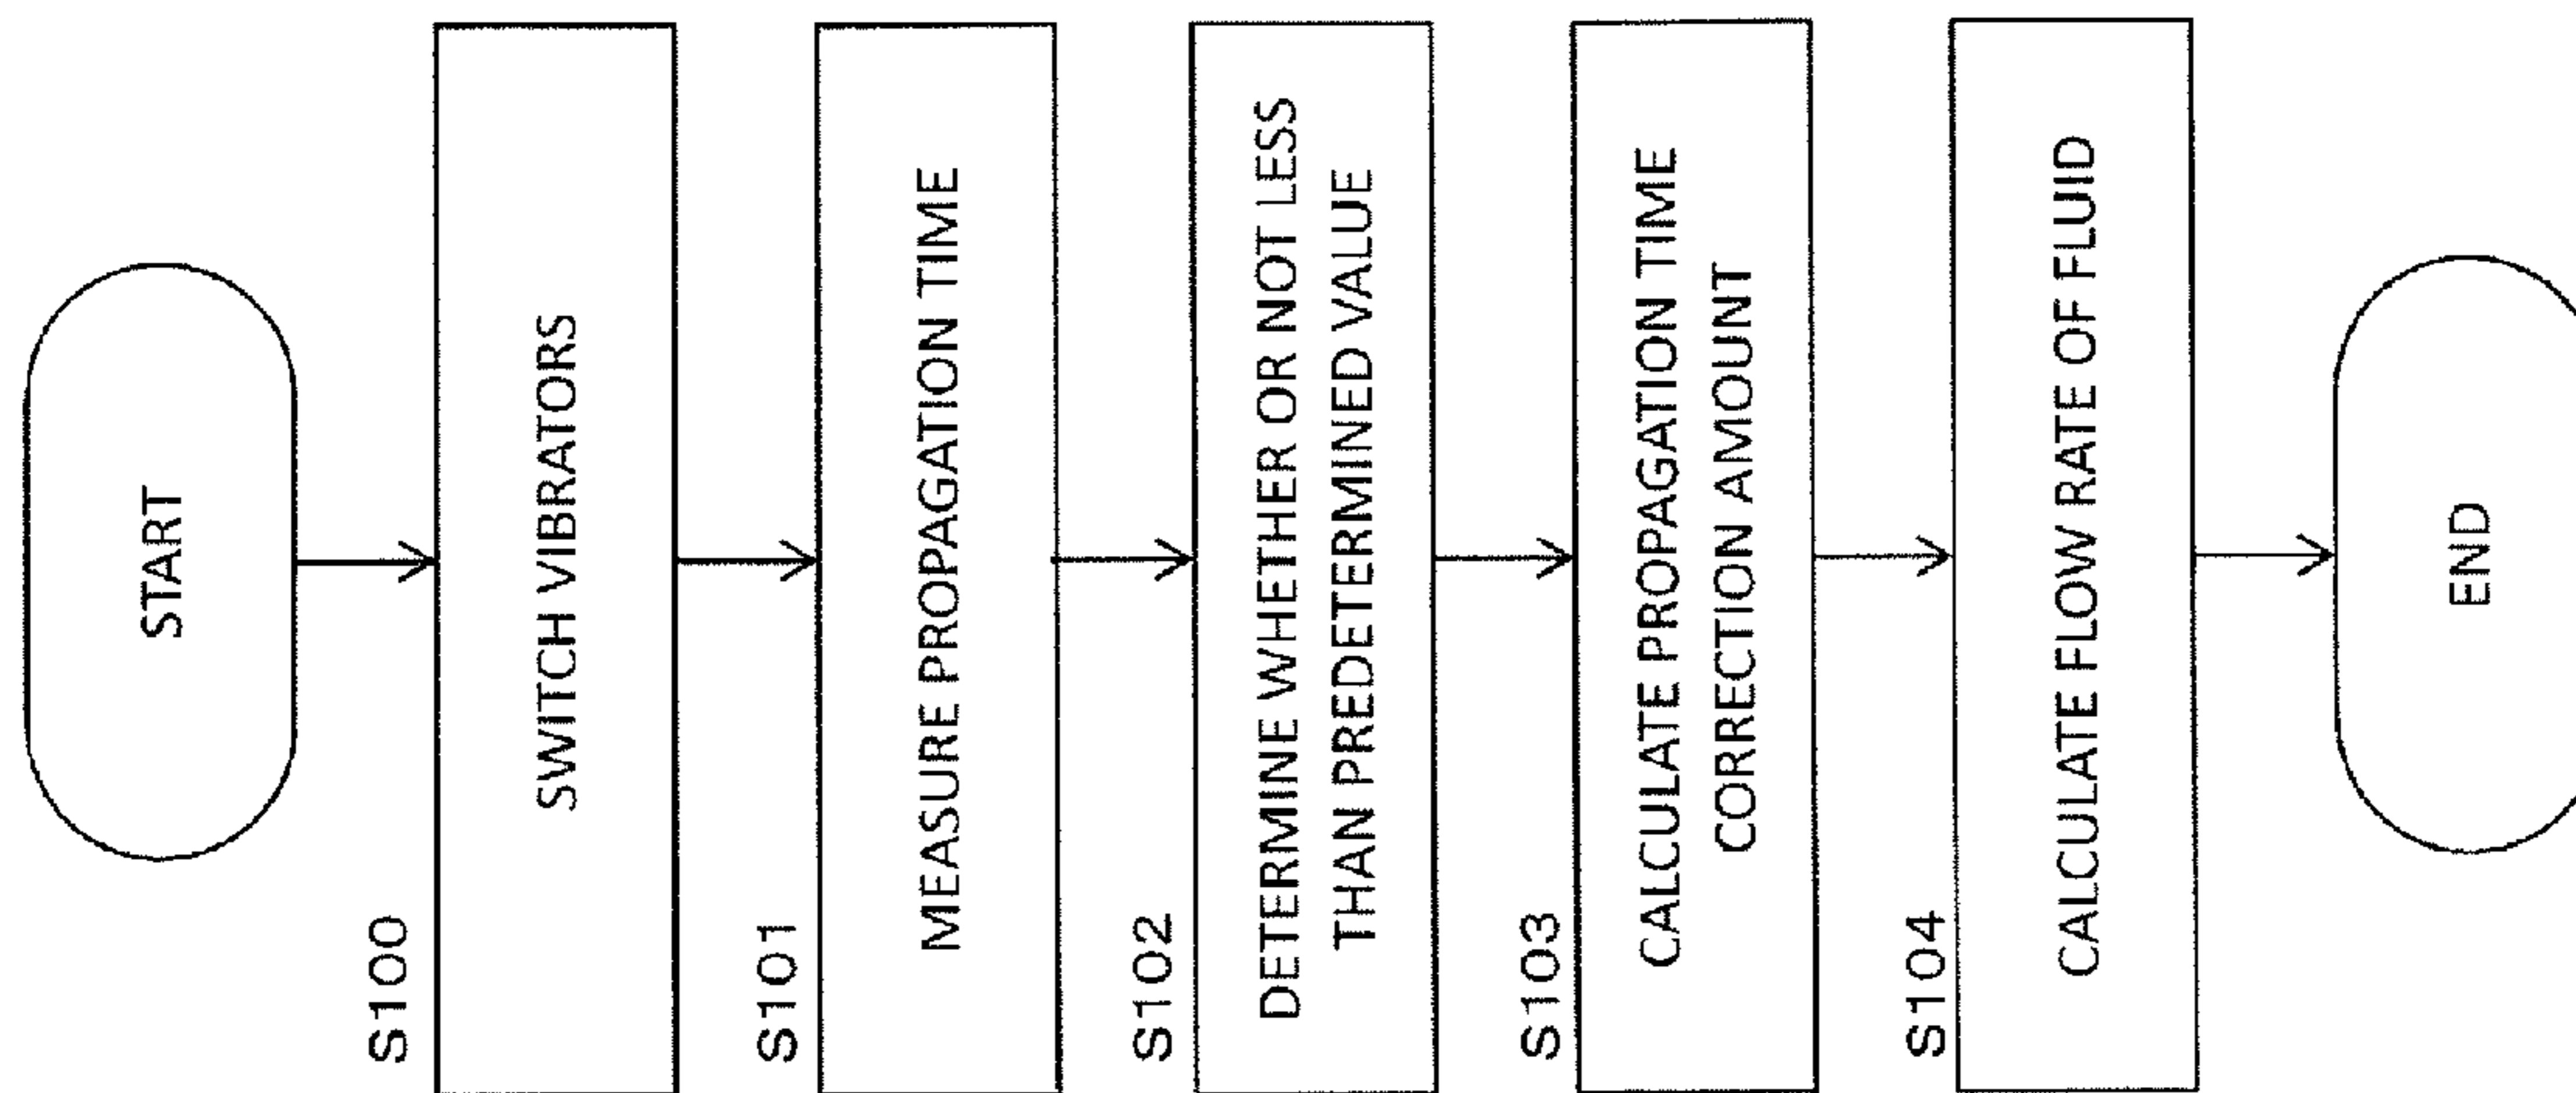 START
S100
SWITCH VIBRATORS
S101
MEASURE PROPAGATION TIME
S102
DETERMINE WHETHER OR NOT LESS
THAN PREDETERMINED VALUE
S103
CALCULATE PROPAGATION TIME
CORRECTION AMOUNT
S104
CALCULATE FLOW RATE OF FLUID
END